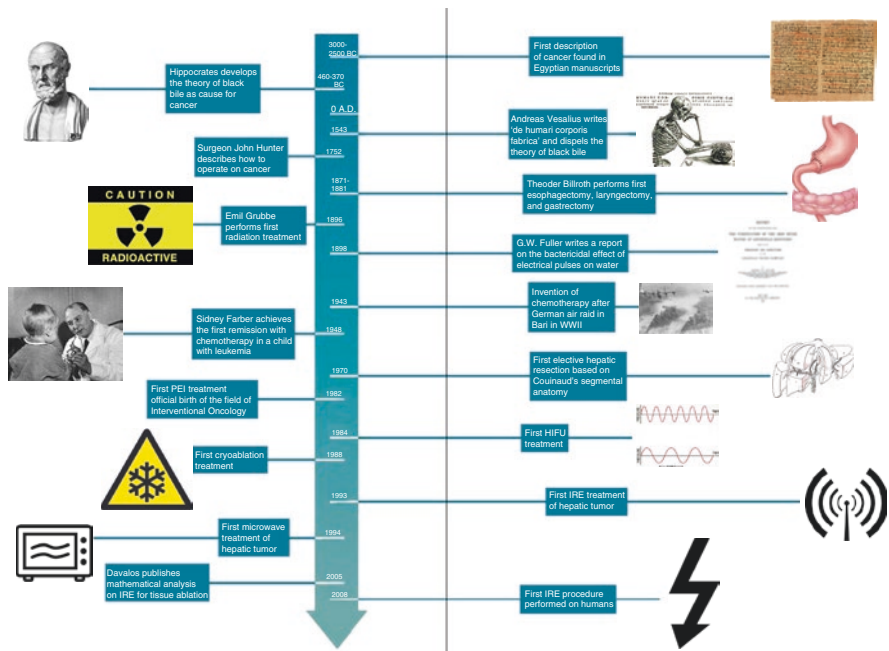 3000-
2500 BC
First description
of cancer found in
Egyptian manuscripts
Hippocrates develops
the theory of black
bile as cause for
cancer
460-370
BC
0 A.D.
Andreas Vesalius writes
‘de humari corporis
fabrica’ and dispels the
theory of black bile
1543
Surgeon John Hunter
describes how to
operate on cancer
1752
1871-
1881
Theoder Billroth performs first
esophagectomy, laryngectomy,
and gastrectomy
CAUTION
RADIOACTIVE
Emil Grubbe
performs first
radiation treatment
1896
1898
G.W. Fuller writes a report
on the bactericidal effect of
electrical pulses on water
1943
Invention of
chemotherapy after
German air raid in
Bari in WWII
Sidney Farber achieves
the first remission with
chemotherapy in a child
with leukemia
1948
1970
First elective hepatic
resection based on
Couinaud's segmental
anatomy
First PEI treatment
official birth of the field of
Interventional Oncology
1982
1984
First HIFU
treatment
First cryoablation
treatment
1988
1993
First IRE treatment
of hepatic tumor
First microwave
treatment of
hepatic tumor
1994
Davalos publishes
mathematical analysis
on IRE for tissue ablation
2005
2008
First IRE procedure
performed on humans